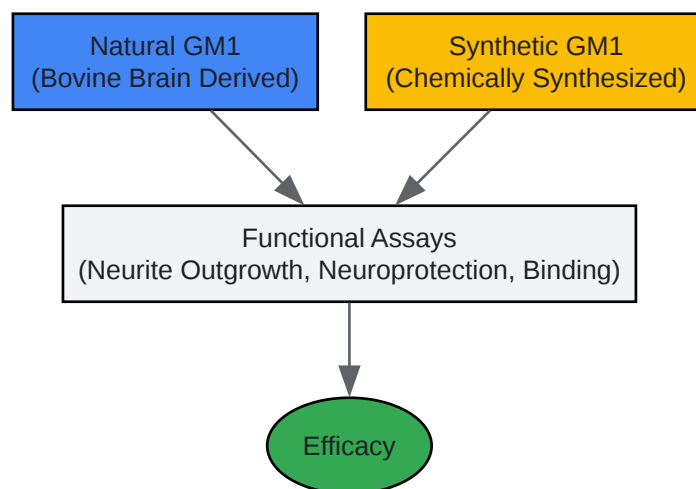 Natural GM1
(Bovine Brain Derived)
Synthetic GM1
(Chemically Synthesized)
Functional Assays
(Neurite Outgrowth, Neuroprotection, Binding)
Efficacy